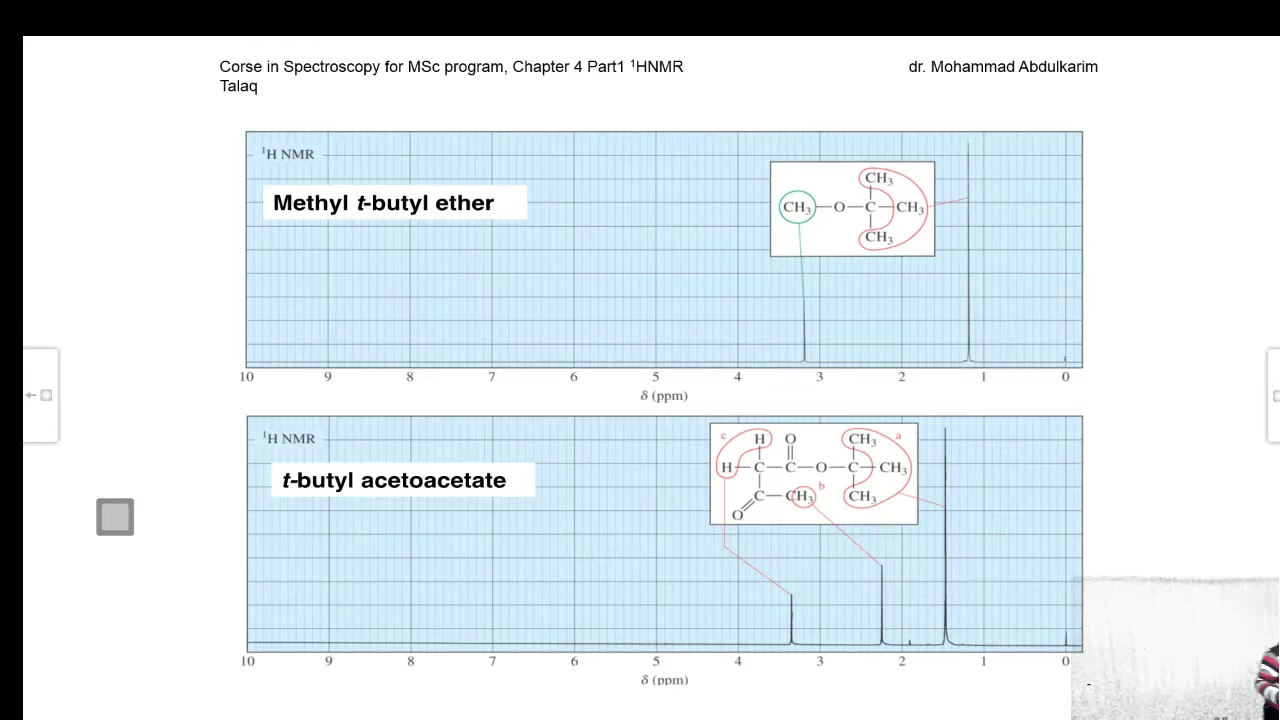 Corse in Spectroscopy for MSc program, Chapter 4 Part1 ¹HNMR dr. Mohammad Abdulkarim
Talaq
¹H NMR
Methyl t-butyl ether
CH₃
CH₃—O—C—CH₃
CH₃
10 9 8 7 6 5 4 3 2 1 0
δ (ppm)
¹H NMR
t-butyl acetoacetate
c H O CH₃ a
H—C—C—O—C—CH₃
b
C—CH₃ CH₃
O
10 9 8 7 6 5 4 3 2 1 0
δ (ppm)